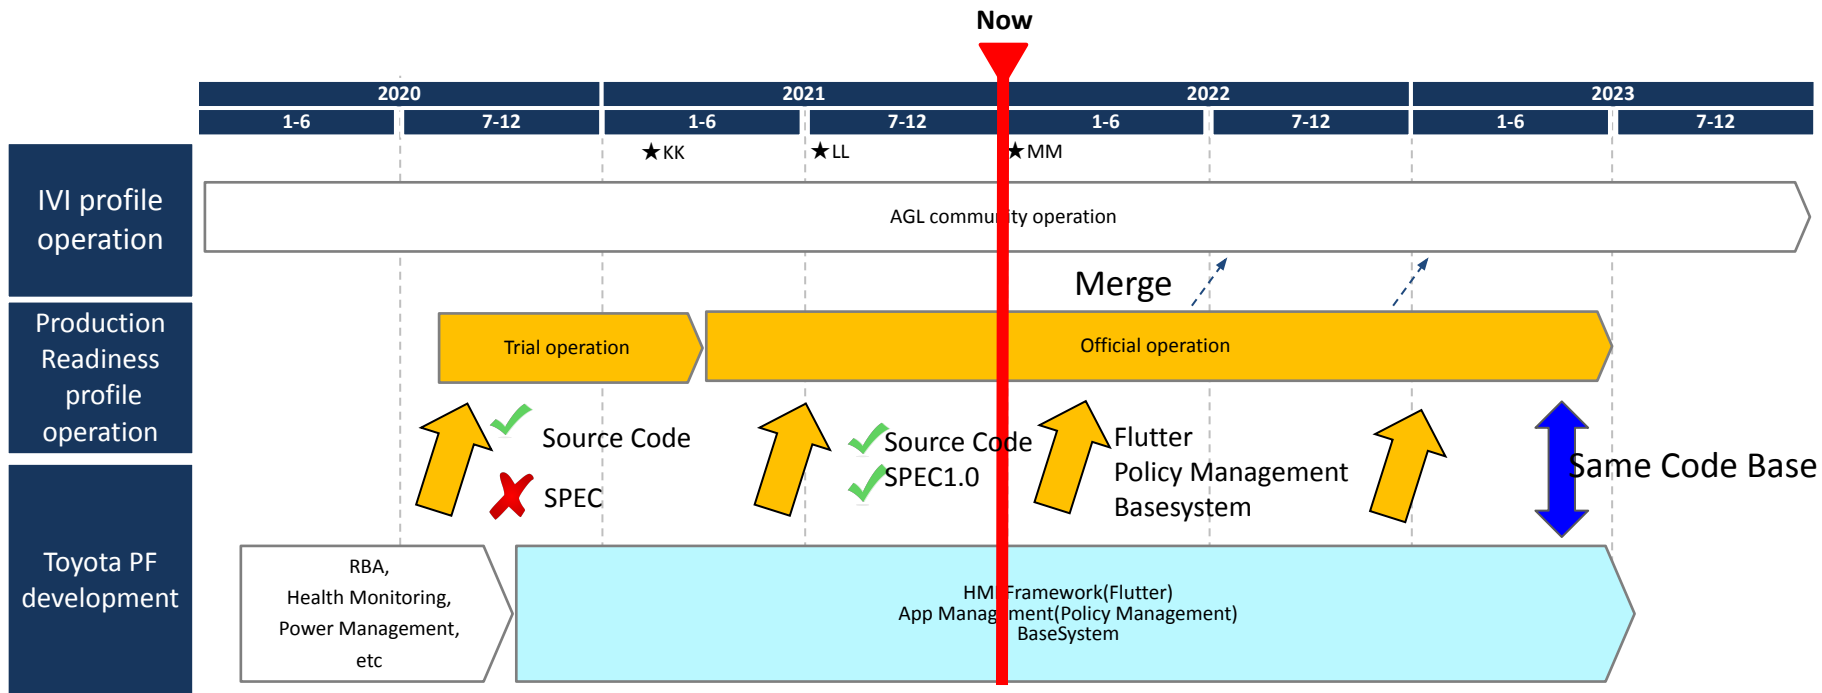 Now
2020
2021
2022
2023
1-6
7-12
1-6
7-12
1-6
7-12
1-6
7-12
★KK
★LL
★MM
IVI profile
operation
AGL community operation
Merge
Production
Readiness
profile
operation
Trial operation
Official operation
Source Code
SPEC
Source Code
SPEC1.0
Flutter
Policy Management
Basesystem
Same Code Base
Toyota PF
development
RBA,
Health Monitoring,
Power Management,
etc
HMI Framework(Flutter)
App Management(Policy Management)
BaseSystem